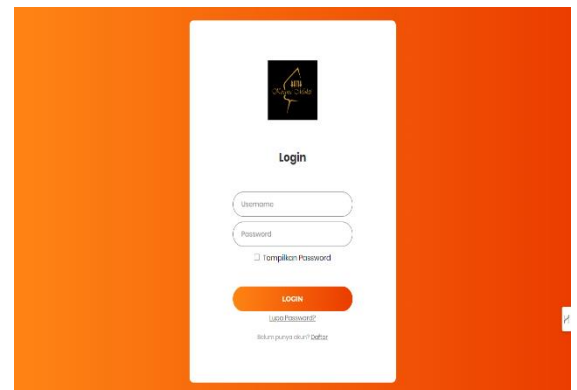 Login
Username
Password
Tampilkan Password
LOGIN
Lupa Password?
Belum punya akun? Daftar